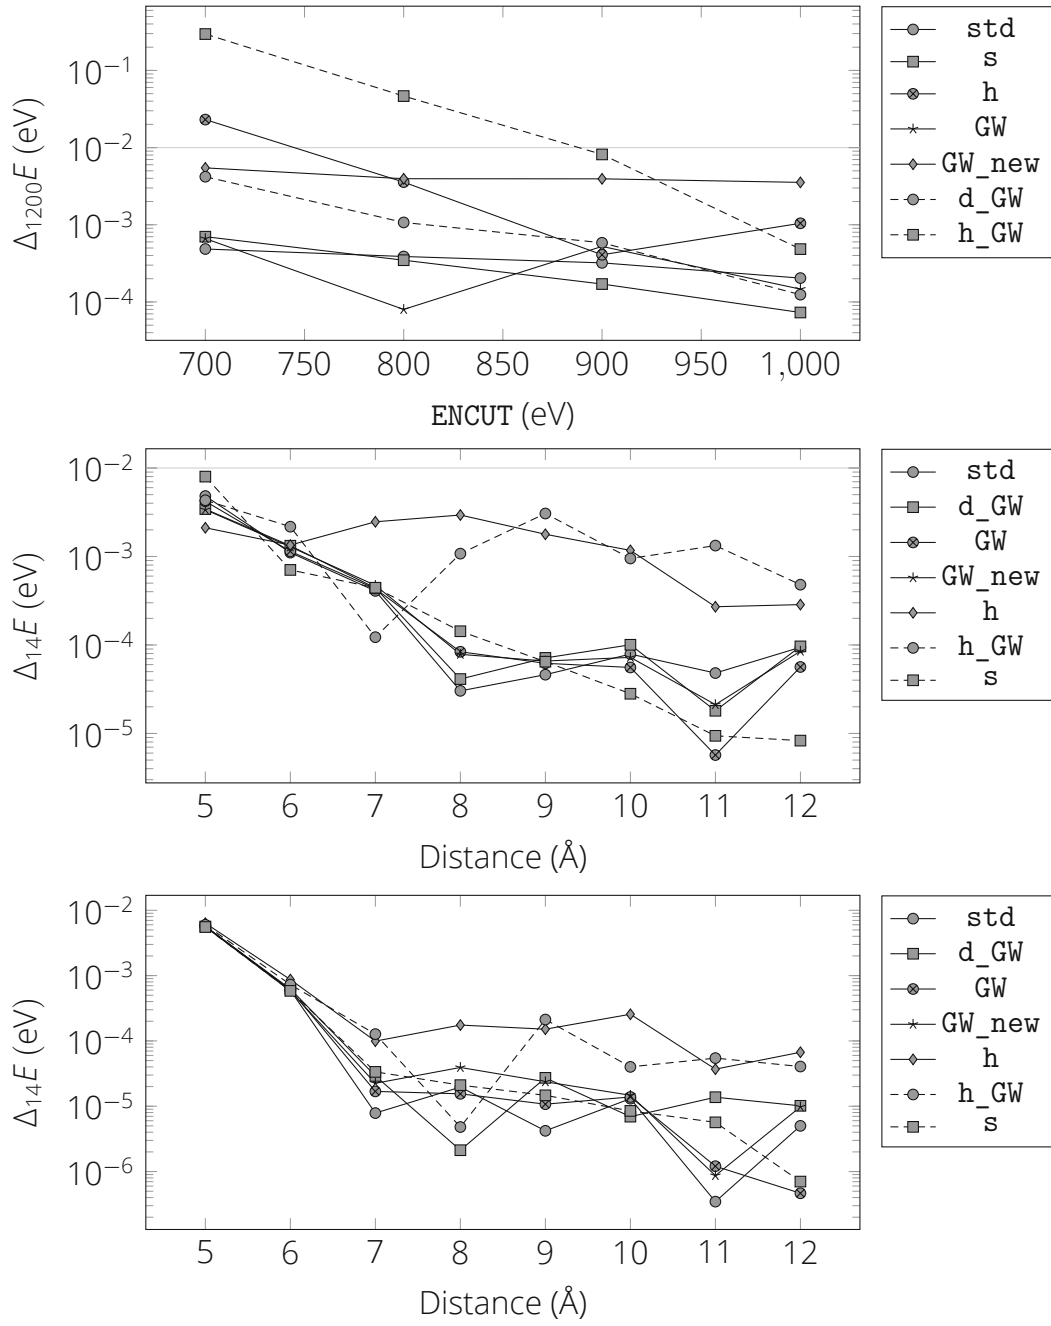 Δ₁₂₀₀E (eV)
10⁻¹
10⁻²
10⁻³
10⁻⁴
700 750 800 850 900 950 1,000
ENCUT (eV)
std
s
h
GW
GW_new
d_GW
h_GW
Δ₁₄E (eV)
10⁻²
10⁻³
10⁻⁴
10⁻⁵
5 6 7 8 9 10 11 12
Distance (Å)
std
d_GW
GW
GW_new
h
h_GW
s
Δ₁₄E (eV)
10⁻²
10⁻³
10⁻⁴
10⁻⁵
10⁻⁶
5 6 7 8 9 10 11 12
Distance (Å)
std
d_GW
GW
GW_new
h
h_GW
s